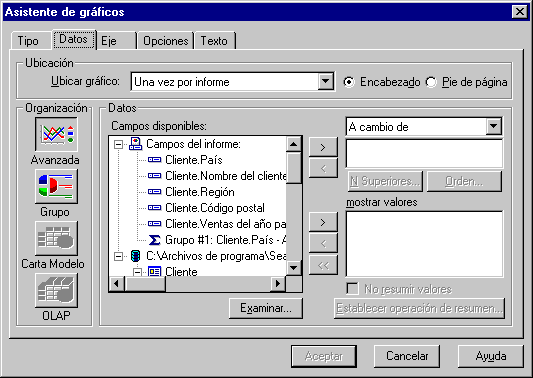 Asistente de gráficos
Tipo Datos Eje Opciones Texto
Ubicación
Ubicar gráfico: Una vez por informe Encabezado Pie de página
Organización
Avanzada
Grupo
Carta Modelo
OLAP
Datos
Campos disponibles:
Campos del informe:
Cliente.País
Cliente.Nombre del cliente
Cliente.Región
Cliente.Código postal
Cliente.Ventas del año pa
Grupo #1: Cliente.País - A
C:\Archivos de programa\Sea
Cliente
Examinar...
>
<
>
<
<<
A cambio de
N Superiores... Orden...
mostrar valores
No resumir valores
Establecer operación de resumen...
Aceptar Cancelar Ayuda